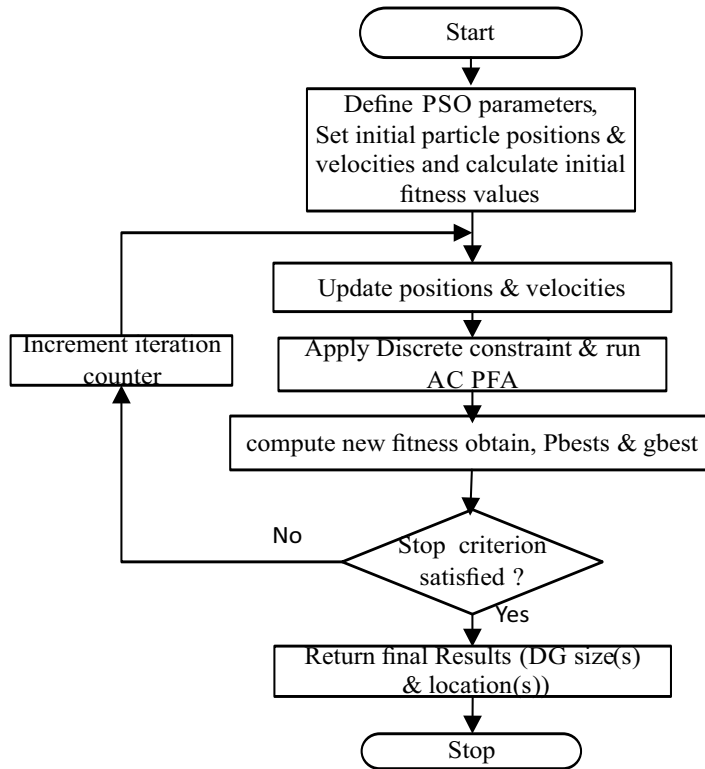 Start
Define PSO parameters,
Set initial particle positions &
velocities and calculate initial
fitness values
Update positions & velocities
Increment iteration
counter
Apply Discrete constraint & run
AC PFA
compute new fitness obtain, Pbests & gbest
No
Stop criterion
satisfied ?
Yes
Return final Results (DG size(s)
& location(s))
Stop